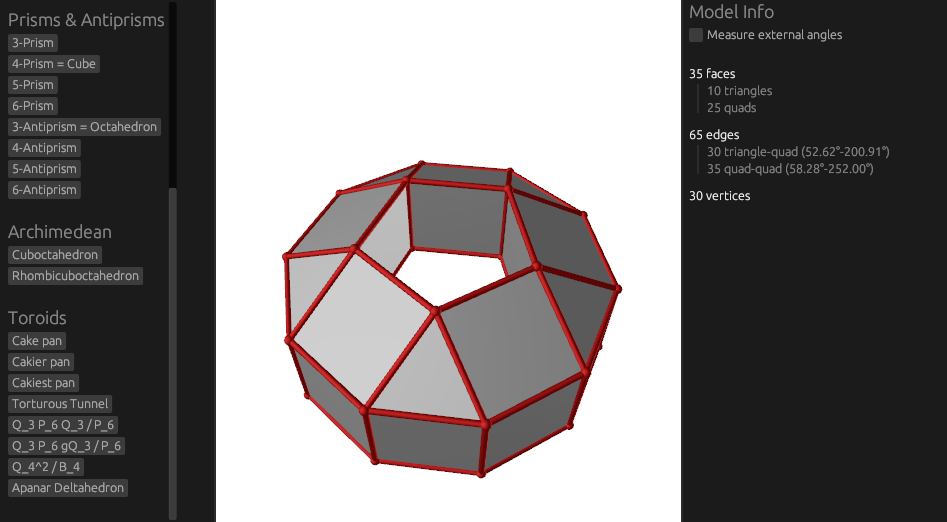 Prisms & Antiprisms
3-Prism
4-Prism = Cube
5-Prism
6-Prism
3-Antiprism = Octahedron
4-Antiprism
5-Antiprism
6-Antiprism
Archimedean
Cuboctahedron
Rhombicuboctahedron
Toroids
Cake pan
Cakier pan
Cakiest pan
Torturous Tunnel
Q_3 P_6 Q_3 / P_6
Q_3 P_6 gQ_3 / P_6
Q_4^2 / B_4
Apanar Deltahedron
Model Info
Measure external angles
35 faces
10 triangles
25 quads
65 edges
30 triangle-quad (52.62°-200.91°)
35 quad-quad (58.28°-252.00°)
30 vertices